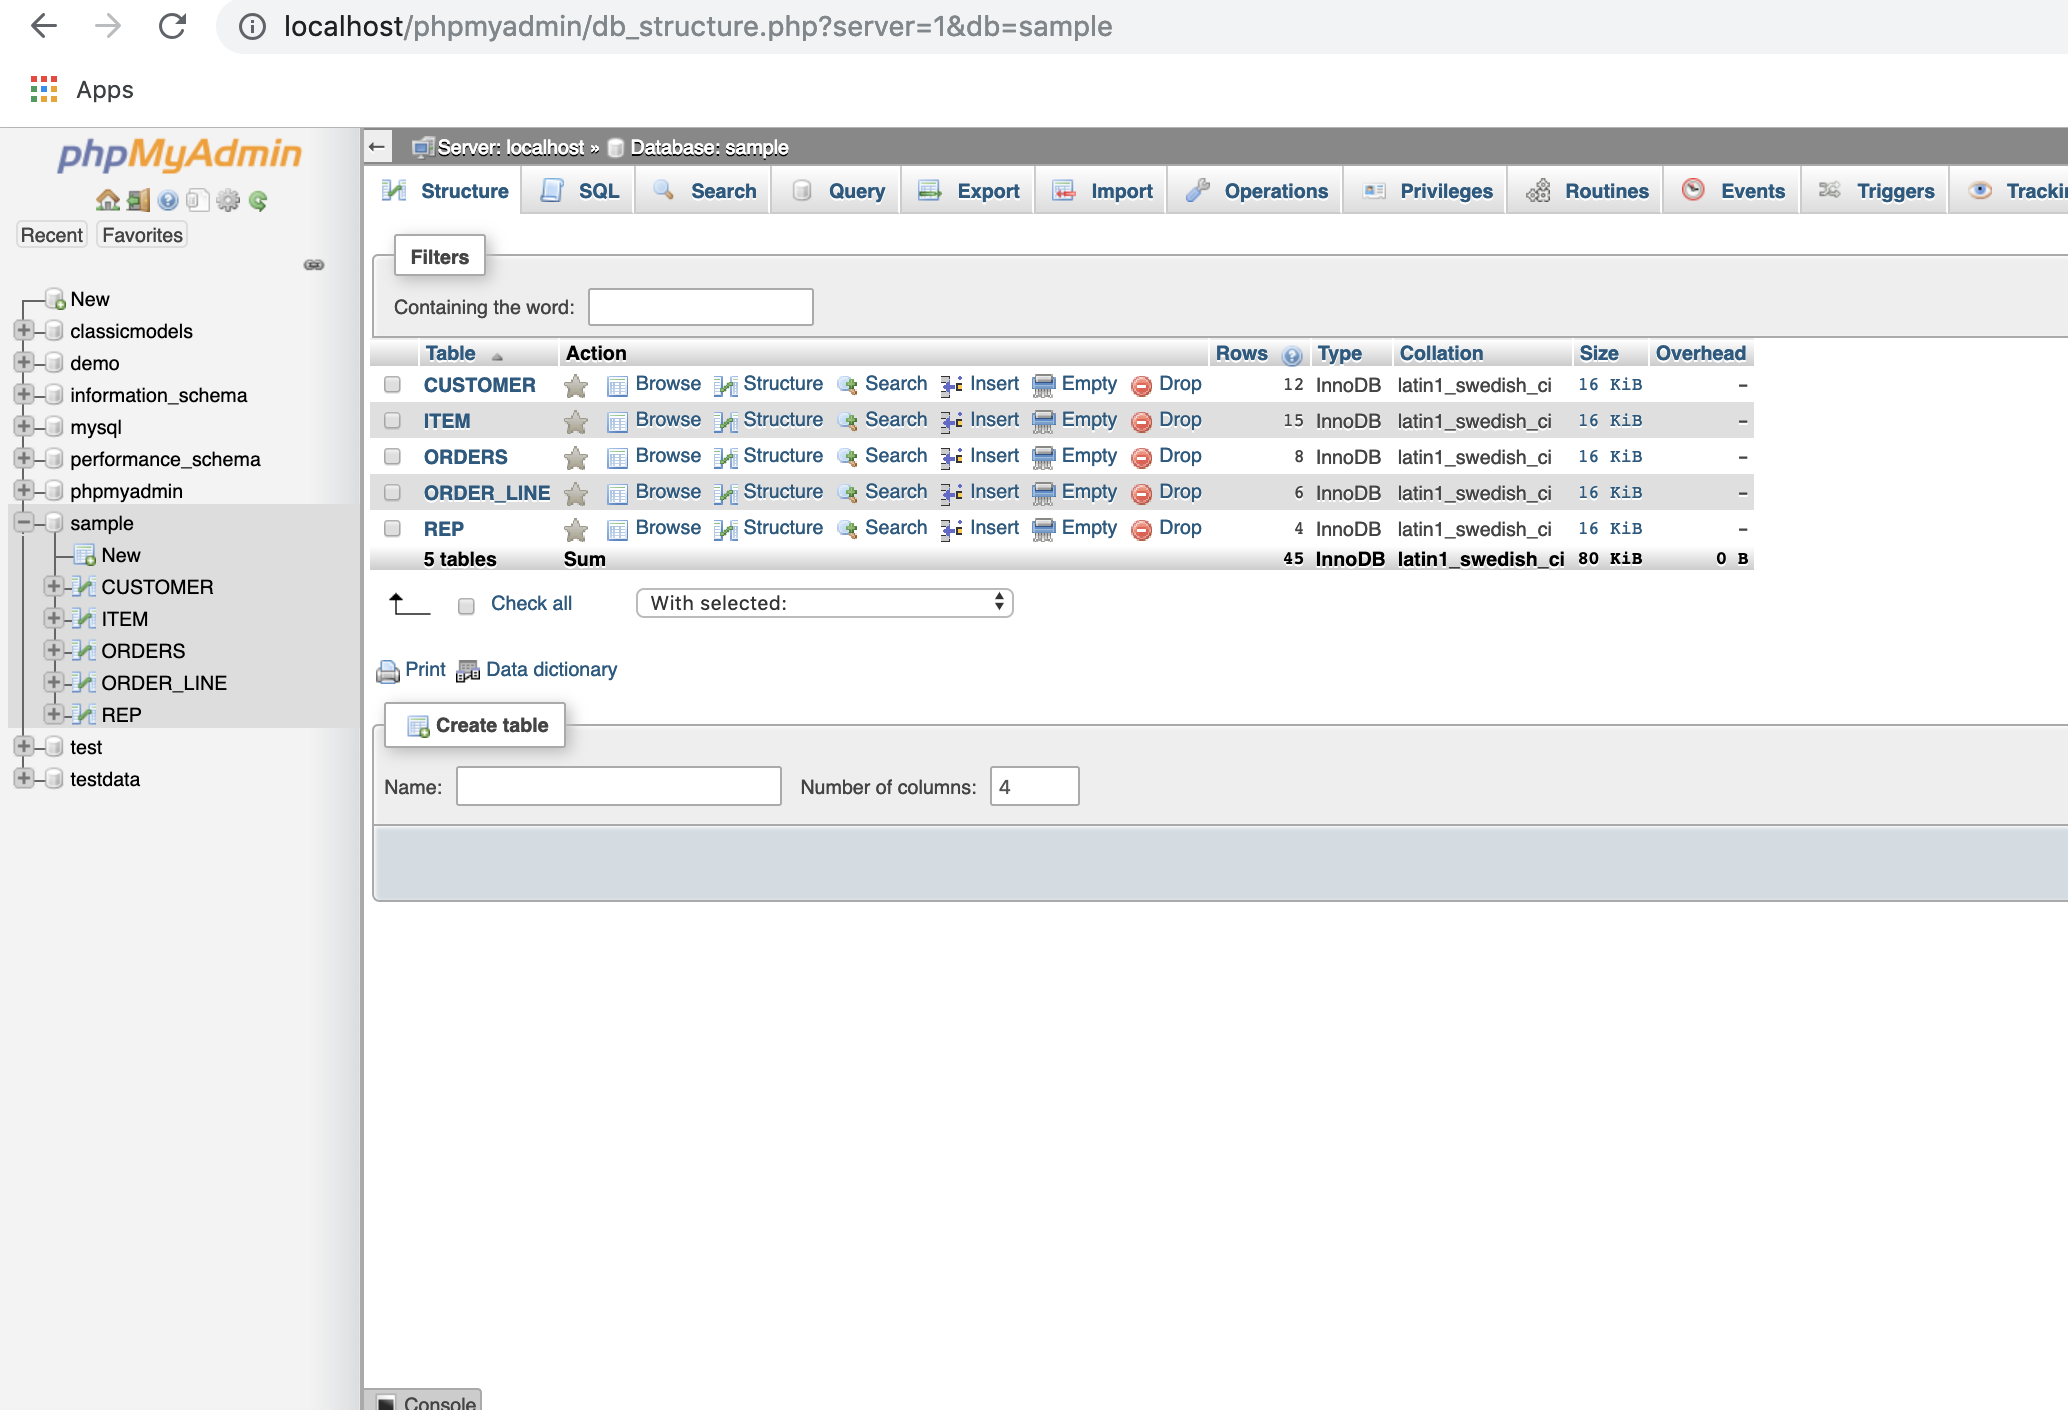 localhost/phpmyadmin/db_structure.php?server=1&db=sample
Apps
phpMyAdmin
Recent Favorites
New
classicmodels
demo
information_schema
mysql
performance_schema
phpmyadmin
sample
New
CUSTOMER
ITEM
ORDERS
ORDER_LINE
REP
test
testdata
Server: localhost » Database: sample
Structure SQL Search Query Export Import Operations Privileges Routines Events Triggers Tracki
Filters
Containing the word:
Table Action Rows Type Collation Size Overhead
CUSTOMER Browse Structure Search Insert Empty Drop 12 InnoDB latin1_swedish_ci 16 KiB –
ITEM Browse Structure Search Insert Empty Drop 15 InnoDB latin1_swedish_ci 16 KiB –
ORDERS Browse Structure Search Insert Empty Drop 8 InnoDB latin1_swedish_ci 16 KiB –
ORDER_LINE Browse Structure Search Insert Empty Drop 6 InnoDB latin1_swedish_ci 16 KiB –
REP Browse Structure Search Insert Empty Drop 4 InnoDB latin1_swedish_ci 16 KiB –
5 tables Sum 45 InnoDB latin1_swedish_ci 80 KiB 0 B
Check all With selected:
Print Data dictionary
Create table
Name: Number of columns: 4
Console